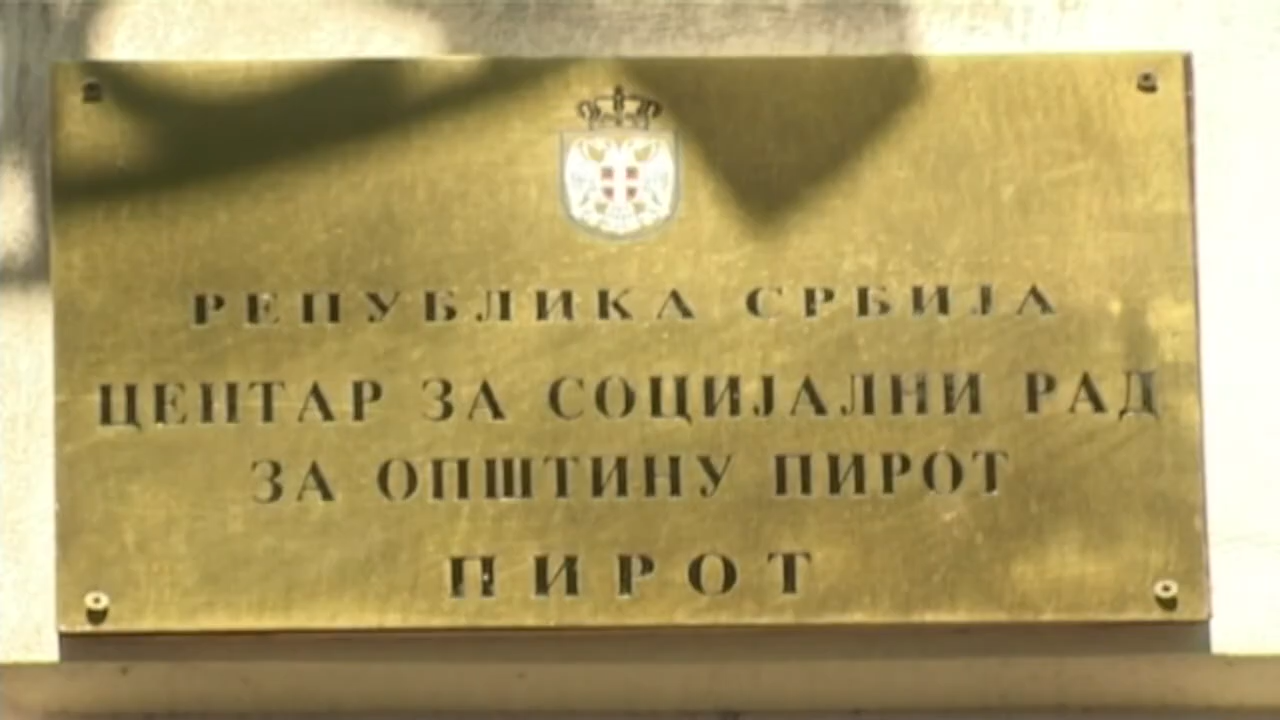 РЕПУБЛИКА СРБИЈА
ЦЕНТАР ЗА СОЦИЈАЛНИ РАД
ЗА ОПШТИНУ ПИРОТ
ПИРОТ